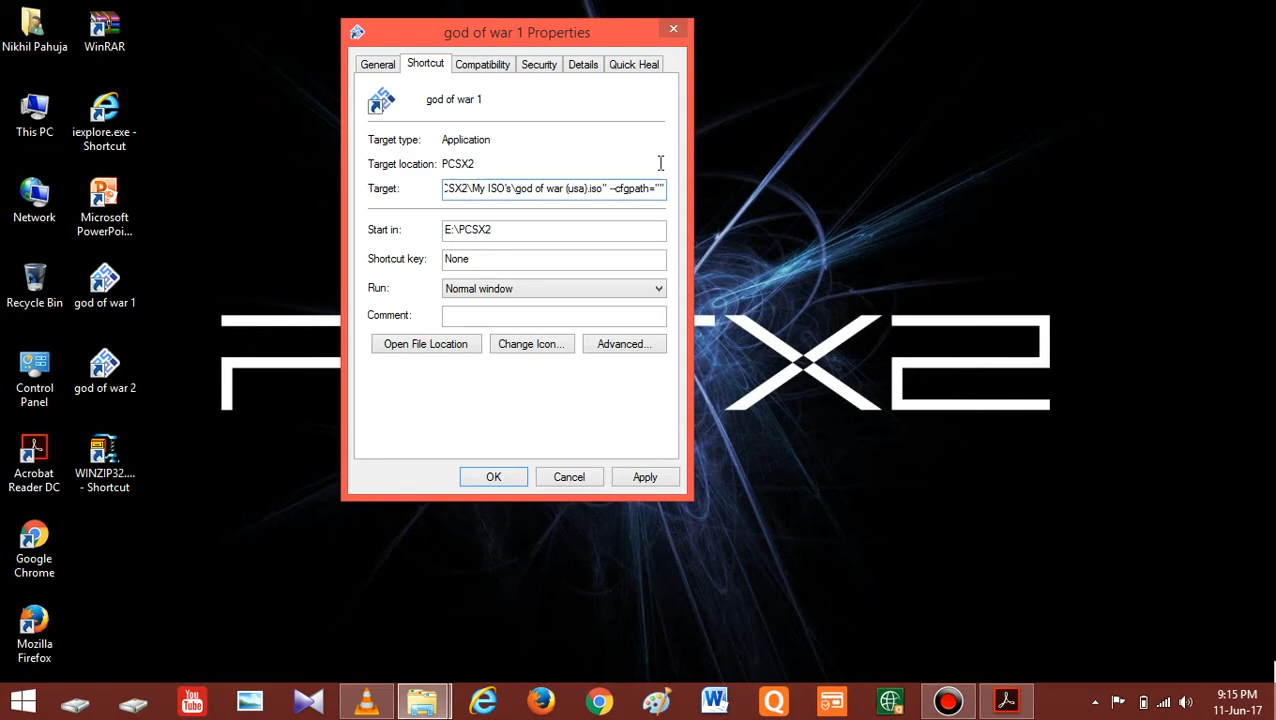 god of war 1 Properties
General
Shortcut
Compatibility
Security
Details
Quick Heal
god of war 1
Target type:
Application
Target location:
PCSX2
Target:
CSX2\My ISO's\god of war (usa).iso" --cfgpath=""
Start in:
E:\PCSX2
Shortcut key:
None
Run:
Normal window
Comment:
Open File Location
Change Icon...
Advanced...
OK
Cancel
Apply
Nikhil Pahuja
WinRAR
This PC
iexplore.exe -
Shortcut
Network
Microsoft
PowerPoi...
Recycle Bin
god of war 1
Control
Panel
god of war 2
Acrobat
Reader DC
WINZIP32....
- Shortcut
Google
Chrome
Mozilla
Firefox
You
Tube
9:15 PM
11-Jun-17